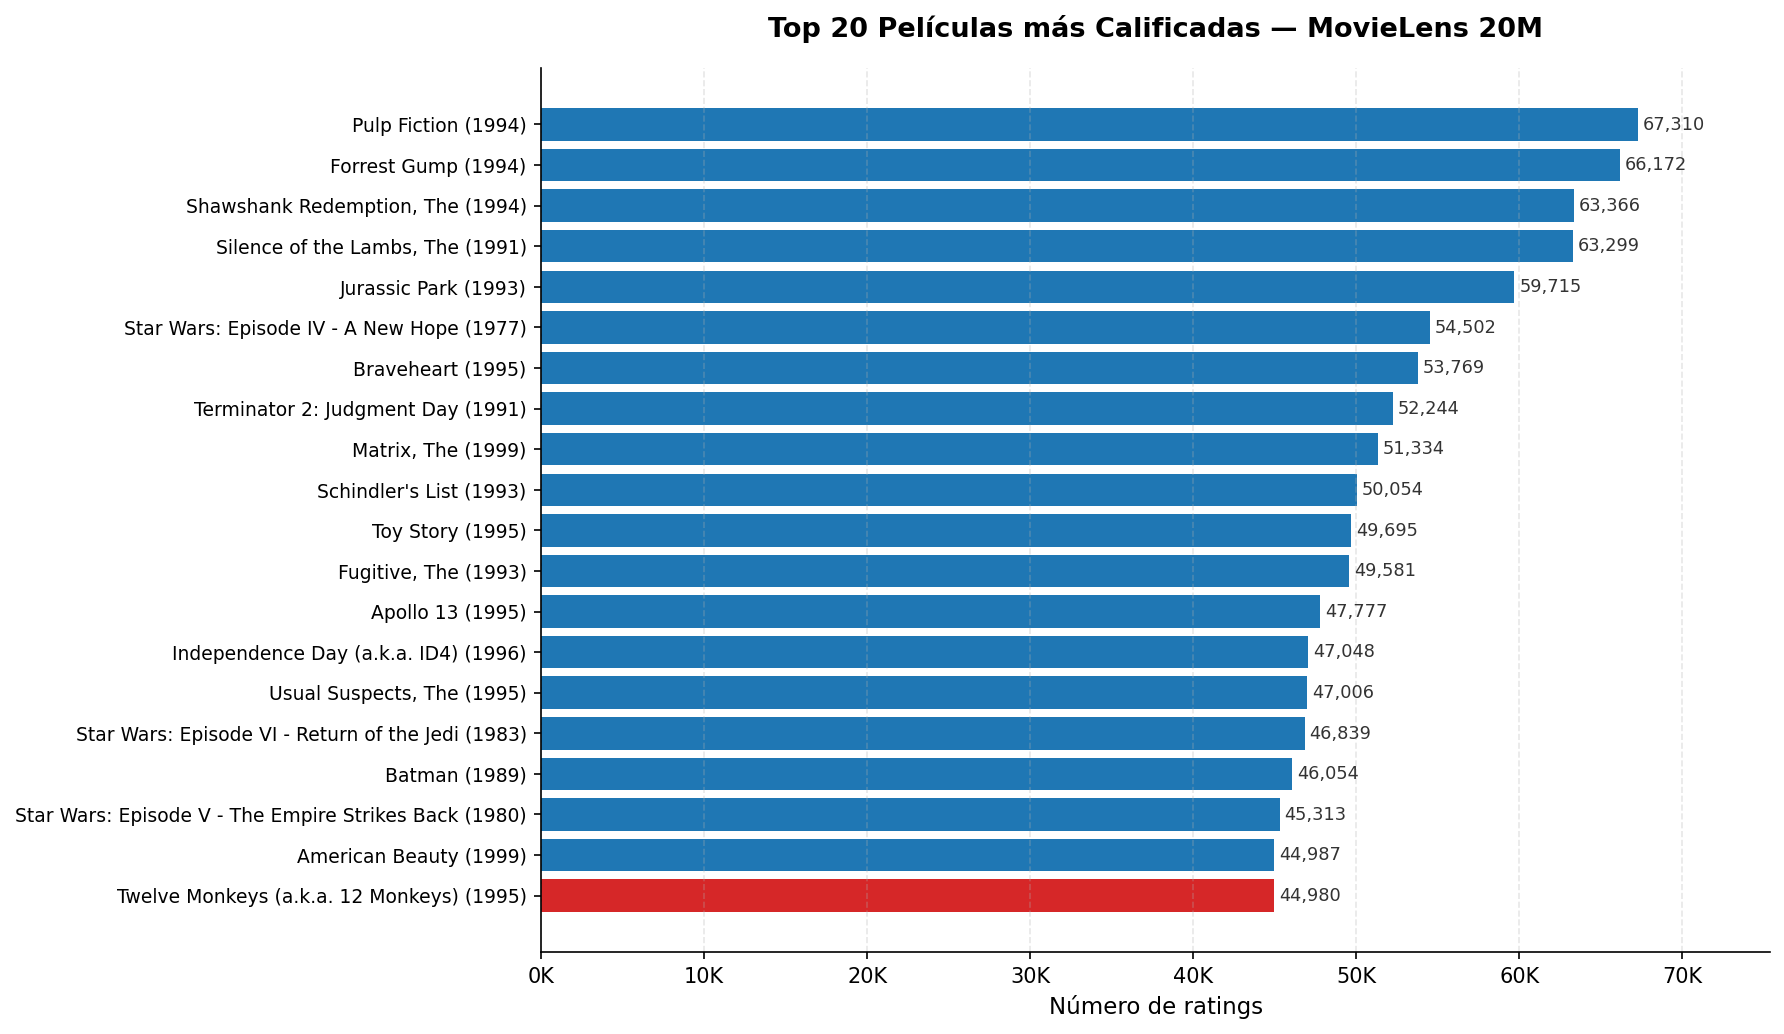 Top 20 Películas más Calificadas — MovieLens 20M
Pulp Fiction (1994) 67,310
Forrest Gump (1994) 66,172
Shawshank Redemption, The (1994) 63,366
Silence of the Lambs, The (1991) 63,299
Jurassic Park (1993) 59,715
Star Wars: Episode IV - A New Hope (1977) 54,502
Braveheart (1995) 53,769
Terminator 2: Judgment Day (1991) 52,244
Matrix, The (1999) 51,334
Schindler's List (1993) 50,054
Toy Story (1995) 49,695
Fugitive, The (1993) 49,581
Apollo 13 (1995) 47,777
Independence Day (a.k.a. ID4) (1996) 47,048
Usual Suspects, The (1995) 47,006
Star Wars: Episode VI - Return of the Jedi (1983) 46,839
Batman (1989) 46,054
Star Wars: Episode V - The Empire Strikes Back (1980) 45,313
American Beauty (1999) 44,987
Twelve Monkeys (a.k.a. 12 Monkeys) (1995) 44,980
0K 10K 20K 30K 40K 50K 60K 70K
Número de ratings